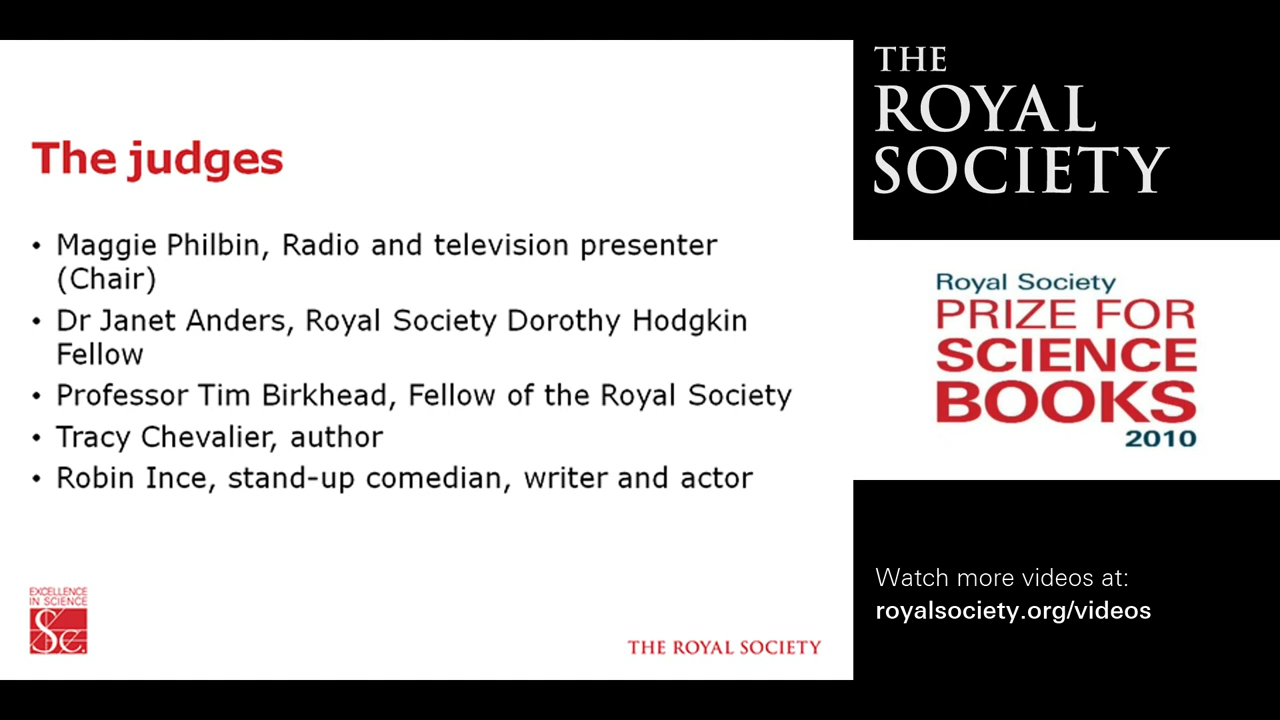 The judges
• Maggie Philbin, Radio and television presenter
(Chair)
• Dr Janet Anders, Royal Society Dorothy Hodgkin
Fellow
• Professor Tim Birkhead, Fellow of the Royal Society
• Tracy Chevalier, author
• Robin Ince, stand-up comedian, writer and actor
EXCELLENCE
IN SCIENCE
Sc
THE ROYAL SOCIETY
THE
ROYAL
SOCIETY
Royal Society
PRIZE FOR
SCIENCE
BOOKS
2010
Watch more videos at:
royalsociety.org/videos